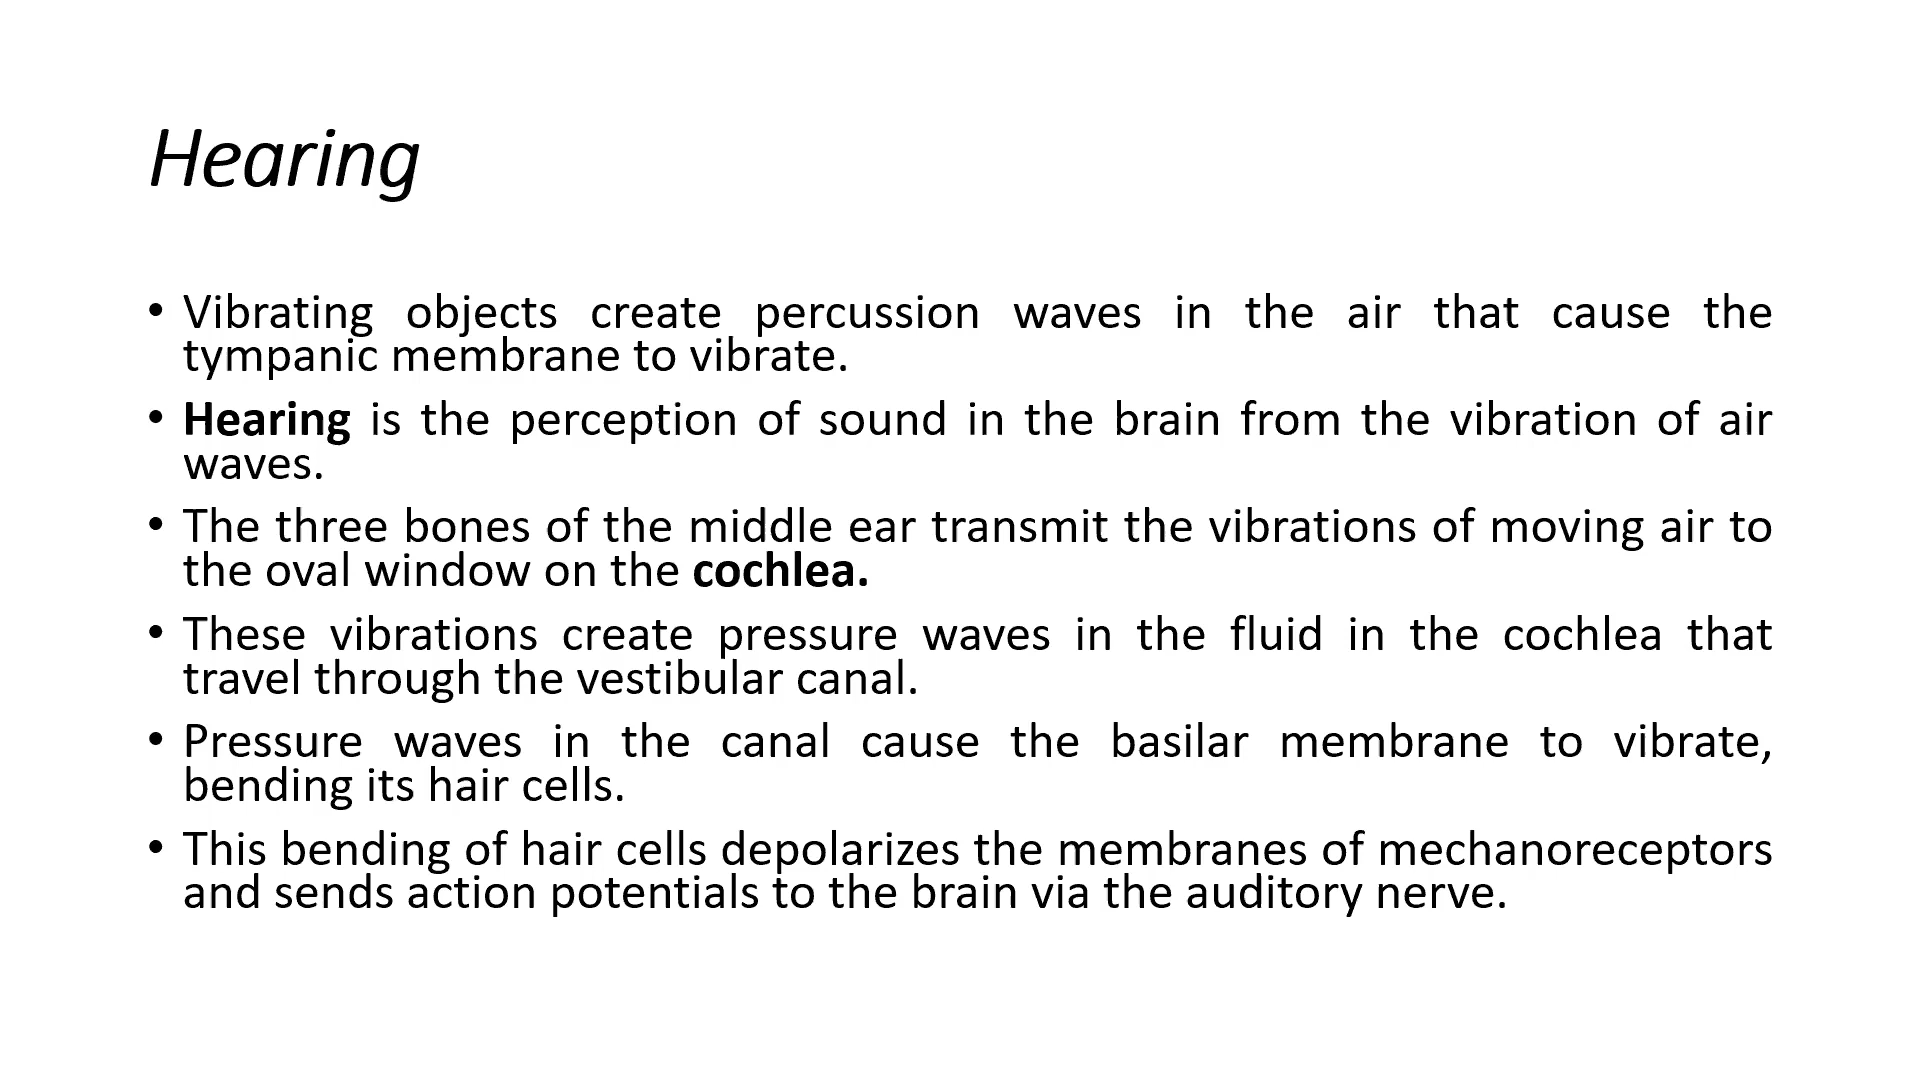 Hearing
• Vibrating objects create percussion waves in the air that cause the
tympanic membrane to vibrate.
• Hearing is the perception of sound in the brain from the vibration of air
waves.
• The three bones of the middle ear transmit the vibrations of moving air to
the oval window on the cochlea.
• These vibrations create pressure waves in the fluid in the cochlea that
travel through the vestibular canal.
• Pressure waves in the canal cause the basilar membrane to vibrate,
bending its hair cells.
• This bending of hair cells depolarizes the membranes of mechanoreceptors
and sends action potentials to the brain via the auditory nerve.